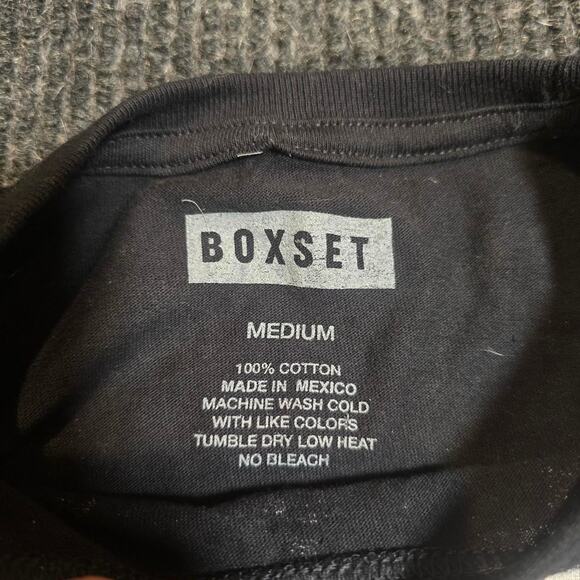 BOXSET
MEDIUM
100% COTTON
MADE IN MEXICO
MACHINE WASH COLD
WITH LIKE COLORS
TUMBLE DRY LOW HEAT
NO BLEACH